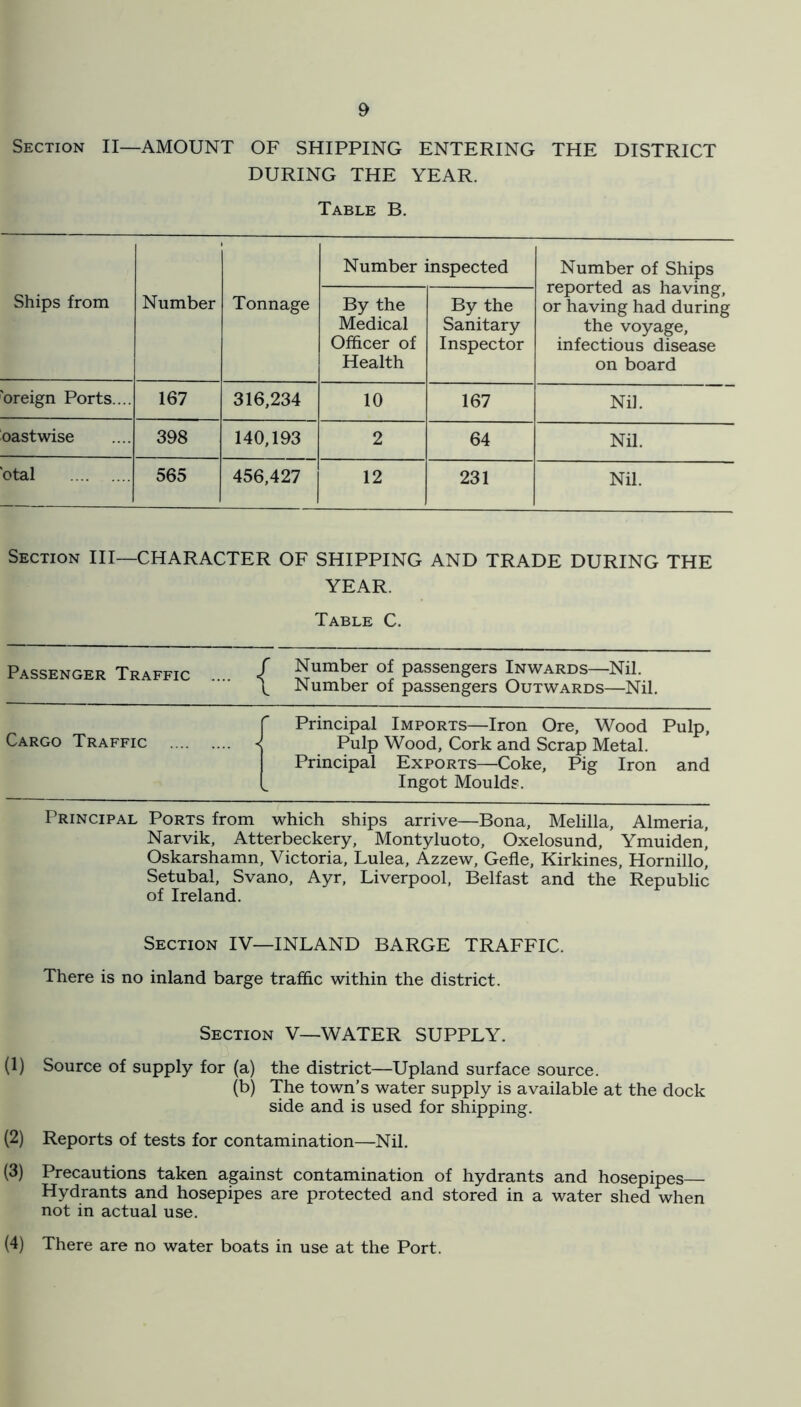 9
Section II—AMOUNT OF SHIPPING ENTERING THE DISTRICT
DURING THE YEAR.
Table B.
Ships from
Number
Tonnage
Number inspected
By the Medical Officer of Health
By the Sanitary Inspector
Number of Ships reported as having, or having had during the voyage, infectious disease on board
oreign Ports.... 167 316,234 10 167 Nil.
oastwise .... 398 140,193 2 64 Nil.
otal .... .... 565 456,427 12 231 Nil.
Section III—CHARACTER OF SHIPPING AND TRADE DURING THE
YEAR.
Table C.
Passenger Traffic .... { Number of passengers Inwards—Nil.
Number of passengers Outwards—Nil.
Cargo Traffic .... .... { Principal Imports—Iron Ore, Wood Pulp,
Pulp Wood, Cork and Scrap Metal.
Principal Exports—Coke, Pig Iron and
Ingot Moulds.
Principal Ports from which ships arrive—Bona, Melilla, Almeria,
Narvik, Atterbeckery, Montyluoto, Oxelosund, Ymuiden,
Oskarshamn, Victoria, Lulea, Azzew, Gefle, Kirkines, Hornillo,
Setubal, Svano, Ayr, Liverpool, Belfast and the Republic
of Ireland.
Section IV—INLAND BARGE TRAFFIC.
There is no inland barge traffic within the district.
Section V—WATER SUPPLY.
(1) Source of supply for (a) the district—Upland surface source.
(b) The town's water supply is available at the dock
side and is used for shipping.
(2) Reports of tests for contamination—Nil.
(3) Precautions taken against contamination of hydrants and hosepipes—
Hydrants and hosepipes are protected and stored in a water shed when
not in actual use.
(4) There are no water boats in use at the Port.